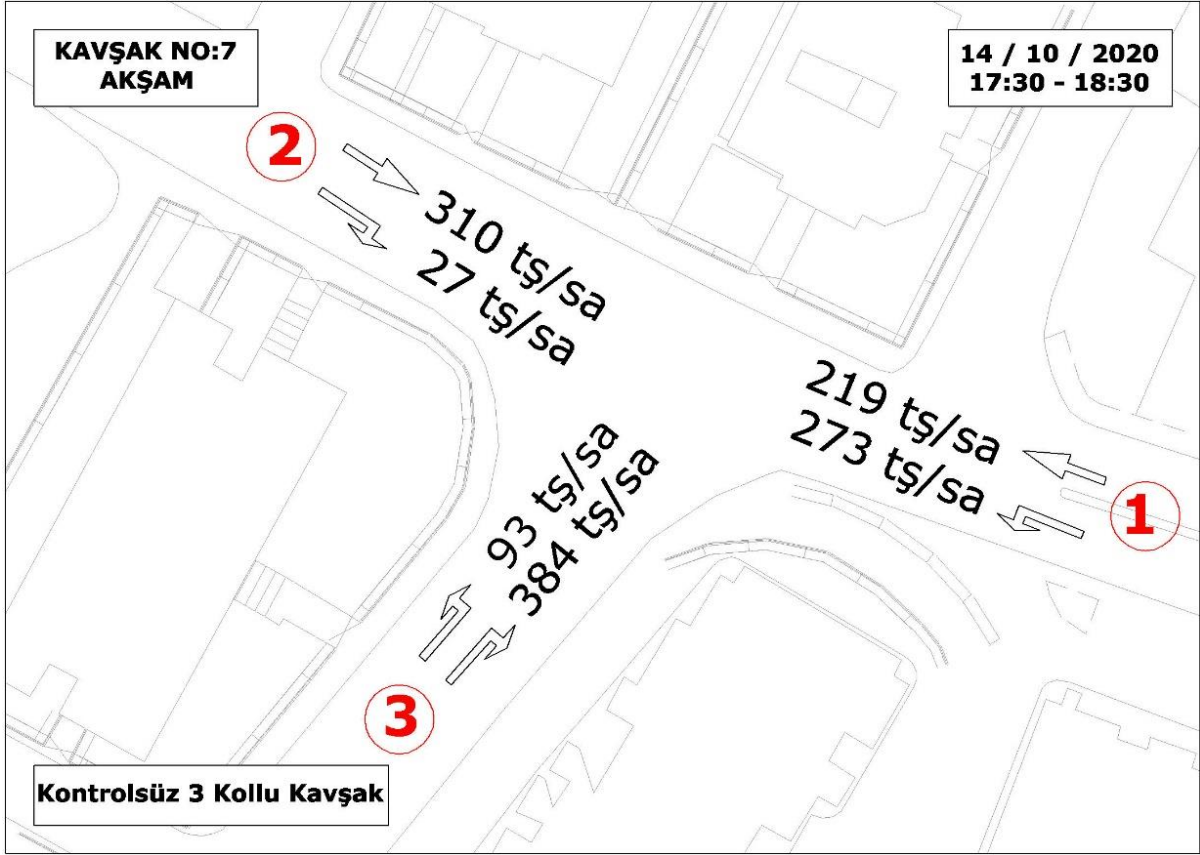 KAVŞAK NO:7
AKŞAM
14 / 10 / 2020
17:30 - 18:30
2
310 tş/sa
27 tş/sa
219 tş/sa
273 tş/sa
1
93 tş/sa
384 tş/sa
3
Kontrolsüz 3 Kollu Kavşak